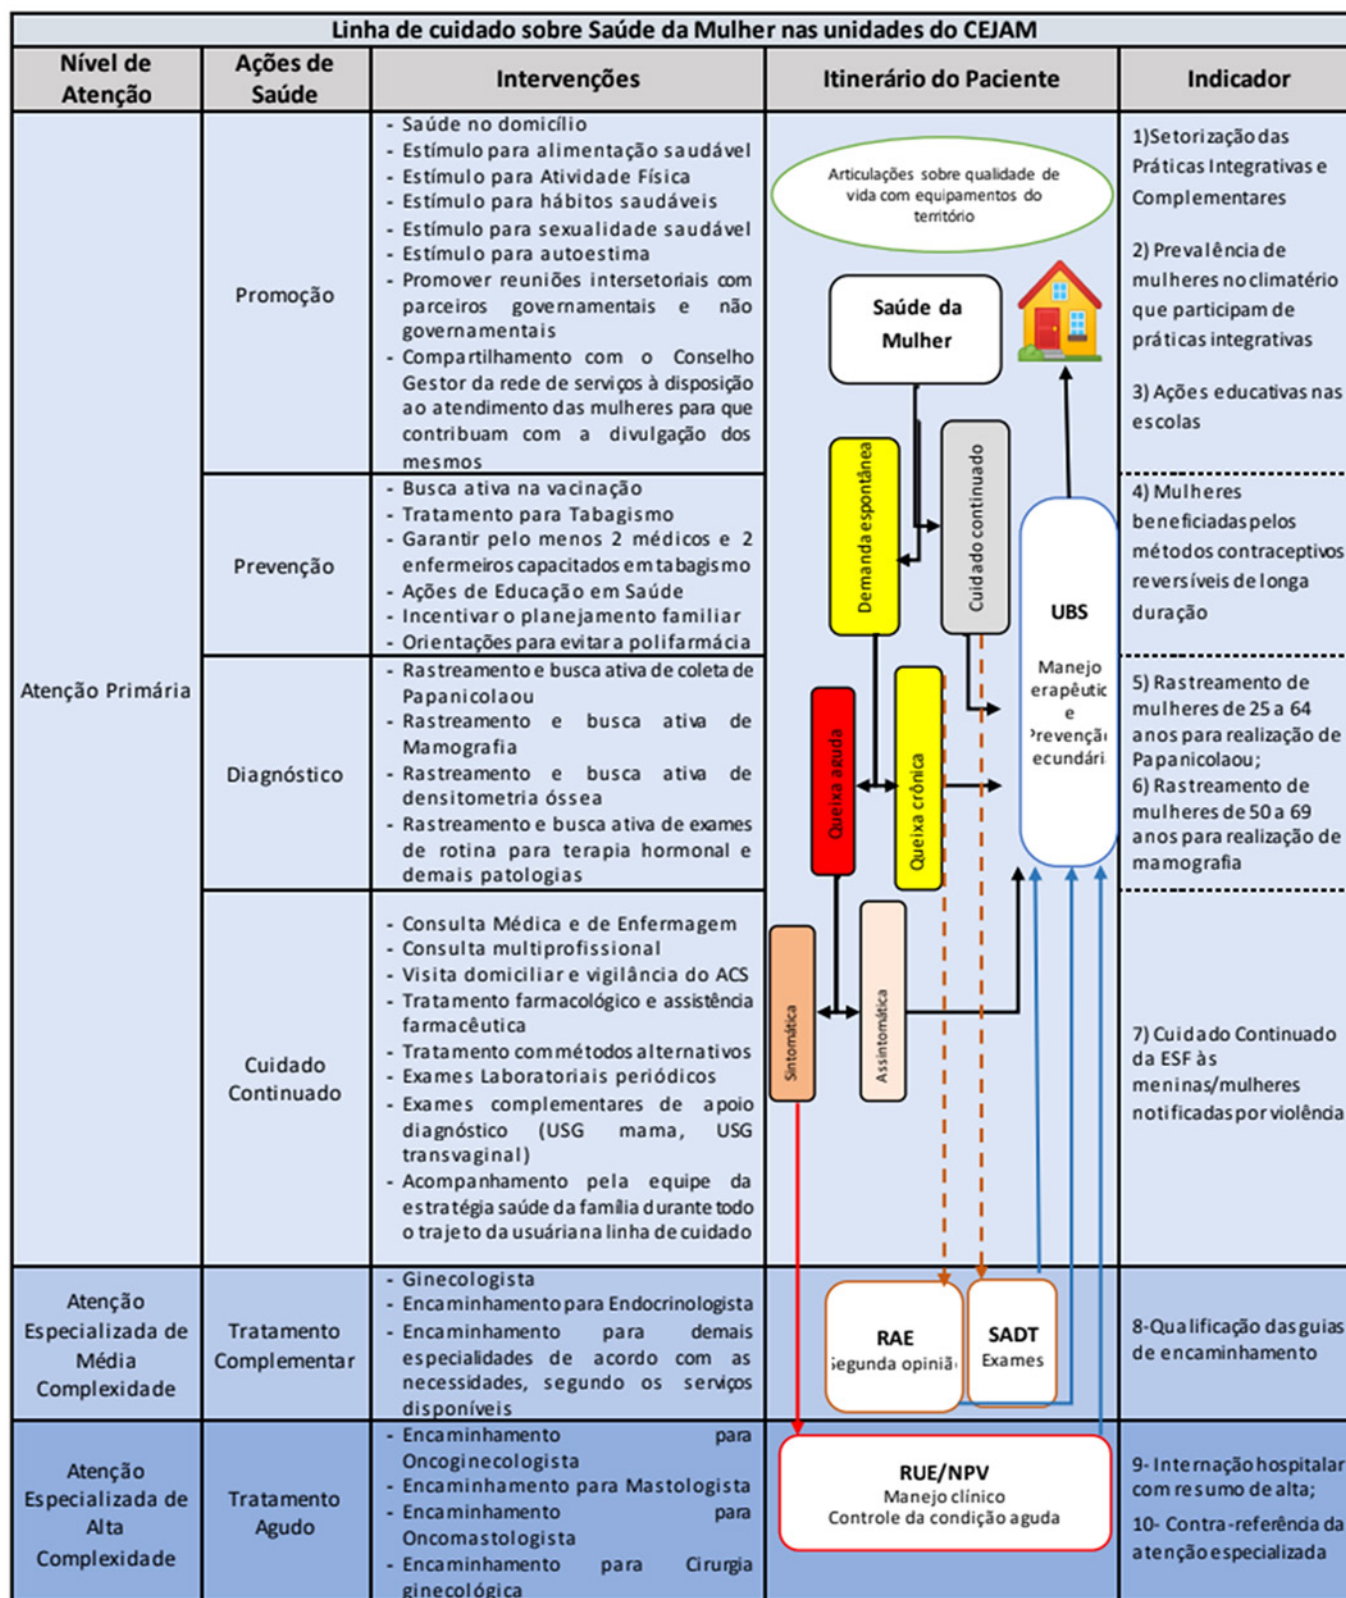 Linha de cuidado sobre Saúde da Mulher nas unidades do CEJAM
Nível de
Atenção
Ações de
Saúde
Intervenções
Itinerário do Paciente
Indicador
Atenção Primária
Promoção
- Saúde no domicílio
- Estímulo para alimentação saudável
- Estímulo para Atividade Física
- Estímulo para hábitos saudáveis
- Estímulo para sexualidade saudável
- Estímulo para autoestima
- Promover reuniões intersetoriais com
parceiros governamentais e não
governamentais
- Compartilhamento com o Conselho
Gestor da rede de serviços à disposição
ao atendimento das mulheres para que
contribuam com a divulgação dos
mesmos
Prevenção
- Busca ativa na vacinação
- Tratamento para Tabagismo
- Garantir pelo menos 2 médicos e 2
enfermeiros capacitados em tabagismo
- Ações de Educação em Saúde
- Incentivar o planejamento familiar
- Orientações para evitar a polifarmácia
Diagnóstico
- Rastreamento e busca ativa de coleta de
Papanicolaou
- Rastreamento e busca ativa de
Mamografia
- Rastreamento e busca ativa de
densitometria óssea
- Rastreamento e busca ativa de exames
de rotina para terapia hormonal e
demais patologias
Cuidado
Continuado
- Consulta Médica e de Enfermagem
- Consulta multiprofissional
- Visita domiciliar e vigilância do ACS
- Tratamento farmacológico e assistência
farmacêutica
- Tratamento com métodos alternativos
- Exames Laboratoriais periódicos
- Exames complementares de apoio
diagnóstico (USG mama, USG
transvaginal)
- Acompanhamento pela equipe da
estratégia saúde da família durante todo
o trajeto da usuária na linha de cuidado
Articulações sobre qualidade de
vida com equipamentos do
território
Saúde da
Mulher
Demanda espontânea
Cuidado continuado
Queixa aguda
Queixa crônica
Sintomática
Assintomática
UBS
Manejo
erapêutic
e
Prevençã
ecundári
1)Setorização das
Práticas Integrativas e
Complementares
2) Prevalência de
mulheres no climatério
que participam de
práticas integrativas
3) Ações educativas nas
escolas
4) Mulheres
beneficiadas pelos
métodos contraceptivos
reversíveis de longa
duração
5) Rastreamento de
mulheres de 25 a 64
anos para realização de
Papanicolaou;
6) Rastreamento de
mulheres de 50 a 69
anos para realização de
mamografia
7) Cuidado Continuado
da ESF às
meninas/mulheres
notificadas por violência
Atenção
Especializada de
Média
Complexidade
Tratamento
Complementar
- Ginecologista
- Encaminhamento para Endocrinologista
- Encaminhamento para demais
especialidades de acordo com as
necessidades, segundo os serviços
disponíveis
RAE
Segunda opiniã
SADT
Exames
8-Qualificação das guias
de encaminhamento
Atenção
Especializada de
Alta
Complexidade
Tratamento
Agudo
- Encaminhamento para
Oncoginecologista
- Encaminhamento para Mastologista
- Encaminhamento para
Oncomastologista
- Encaminhamento para Cirurgia
ginecológica
RUE/NPV
Manejo clínico
Controle da condição aguda
9- Internação hospitalar
com resumo de alta;
10- Contra-referência da
atenção especializada